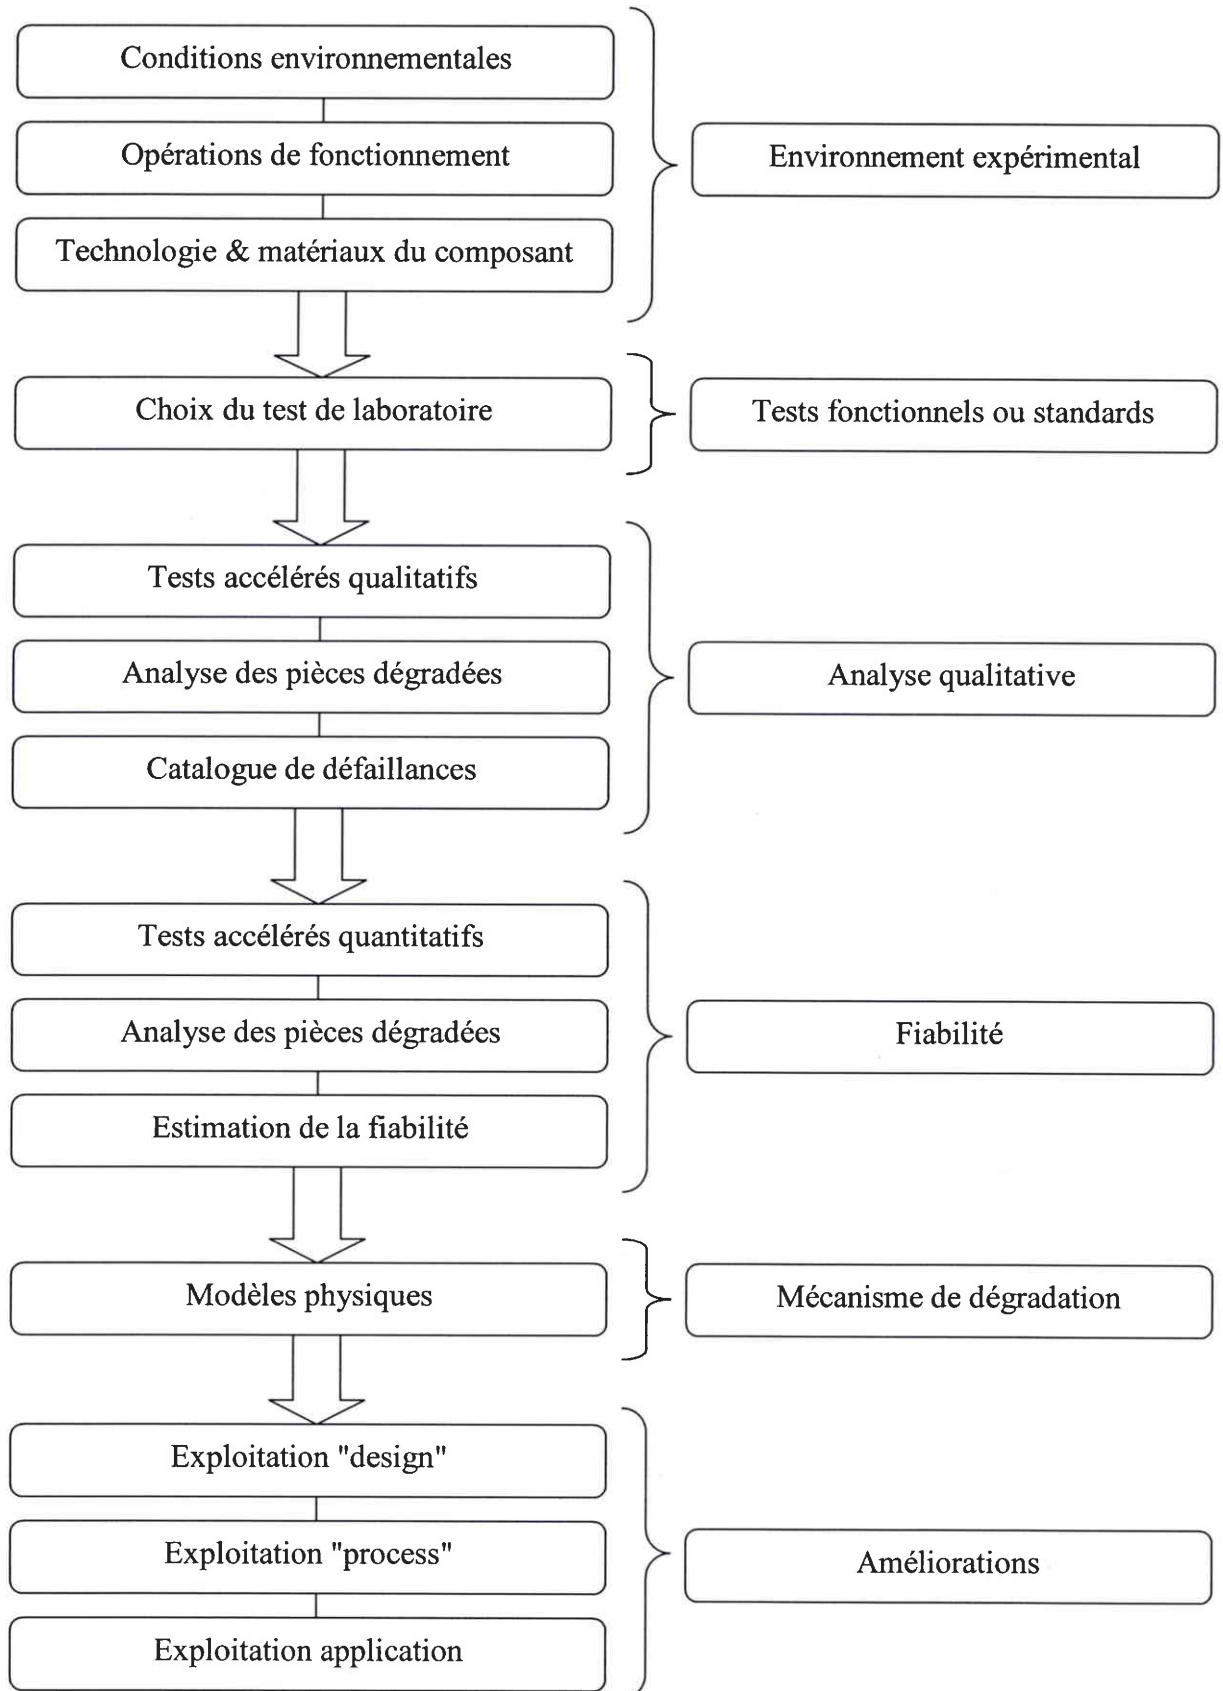 Conditions environnementales
Opérations de fonctionnement
Environnement expérimental
Technologie & matériaux du composant
Choix du test de laboratoire
Tests fonctionnels ou standards
Tests accélérés qualitatifs
Analyse des pièces dégradées
Analyse qualitative
Catalogue de défaillances
Tests accélérés quantitatifs
Analyse des pièces dégradées
Fiabilité
Estimation de la fiabilité
Modèles physiques
Mécanisme de dégradation
Exploitation "design"
Exploitation "process"
Améliorations
Exploitation application